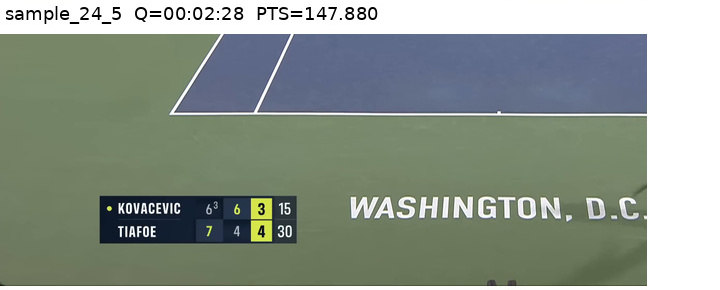 sample_24_5 Q=00:02:28 PTS=147.880
• KOVACEVIC 6³ 6 3 15
TIAFOE 7 4 4 30
WASHINGTON, D.C.